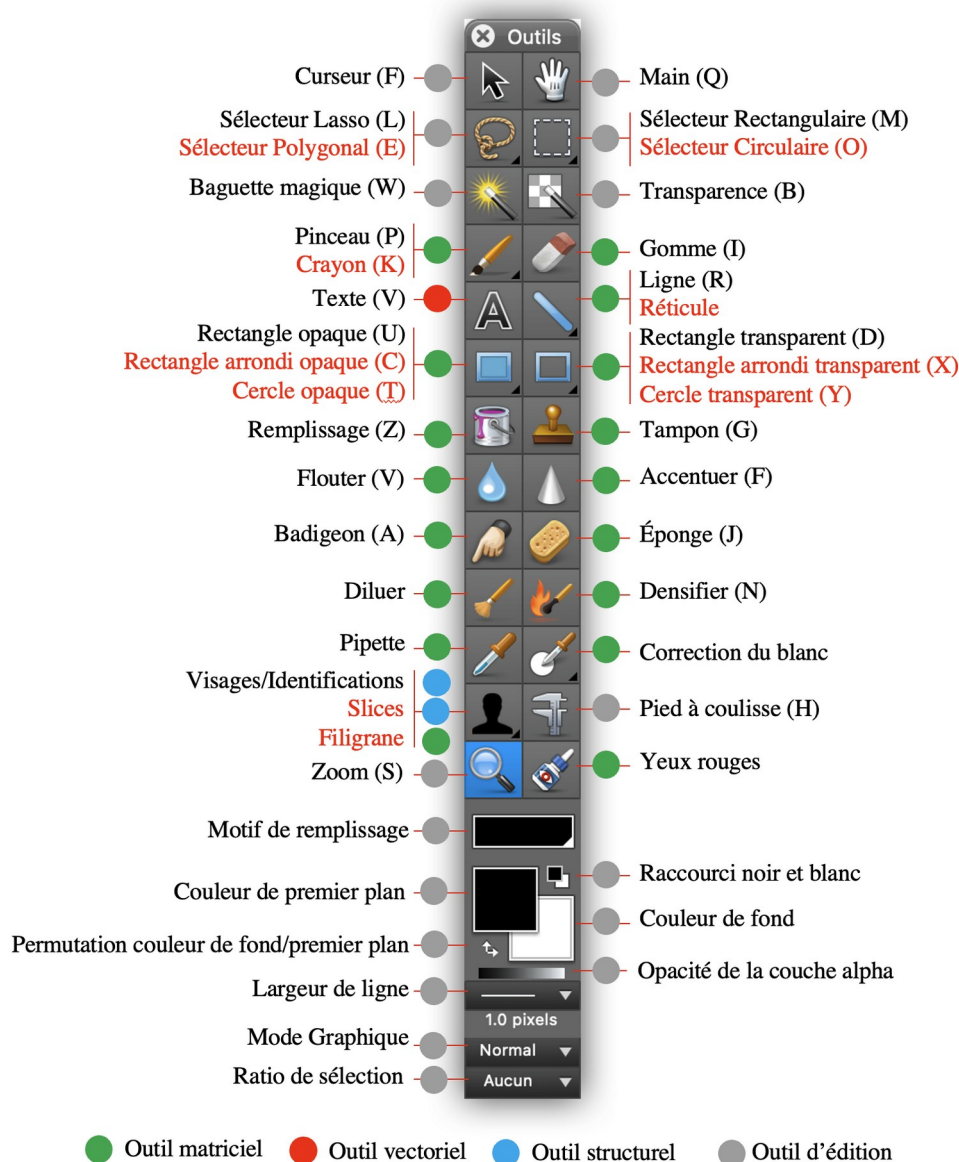 Outils
Curseur (F)
Main (Q)
Sélecteur Lasso (L)
Sélecteur Polygonal (E)
Sélecteur Rectangulaire (M)
Sélecteur Circulaire (O)
Baguette magique (W)
Transparence (B)
Pinceau (P)
Crayon (K)
Gomme (I)
Texte (V)
Ligne (R)
Réticule
Rectangle opaque (U)
Rectangle arrondi opaque (C)
Cercle opaque (T)
Rectangle transparent (D)
Rectangle arrondi transparent (X)
Cercle transparent (Y)
Remplissage (Z)
Tampon (G)
Flouter (V)
Accentuer (F)
Badigeon (A)
Éponge (J)
Diluer
Densifier (N)
Pipette
Correction du blanc
Visages/Identifications
Slices
Filigrane
Pied à coulisse (H)
Zoom (S)
Yeux rouges
Motif de remplissage
Couleur de premier plan
Raccourci noir et blanc
Couleur de fond
Permutation couleur de fond/premier plan
Opacité de la couche alpha
Largeur de ligne
1.0 pixels
Mode Graphique
Normal
Ratio de sélection
Aucun
Outil matriciel
Outil vectoriel
Outil structurel
Outil d'édition